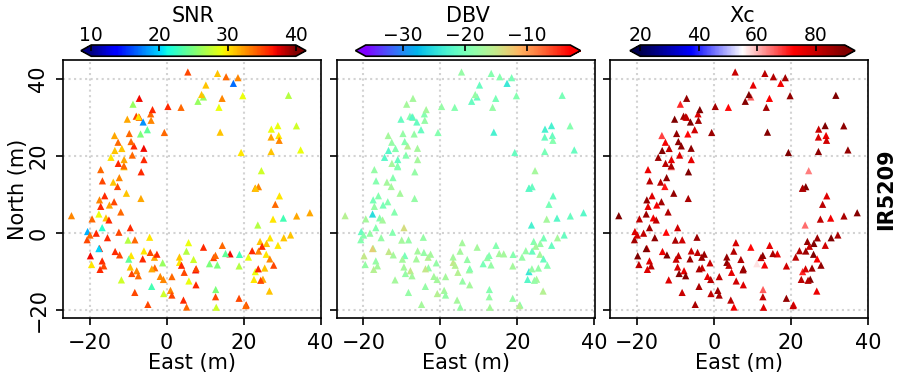 SNR DBV Xc
10 20 30 40 −30 −20 −10 20 40 60 80
40
20
0
−20
North (m)
−20 0 20 40 −20 0 20 40 −20 0 20 40
East (m) East (m) East (m)
IR5209